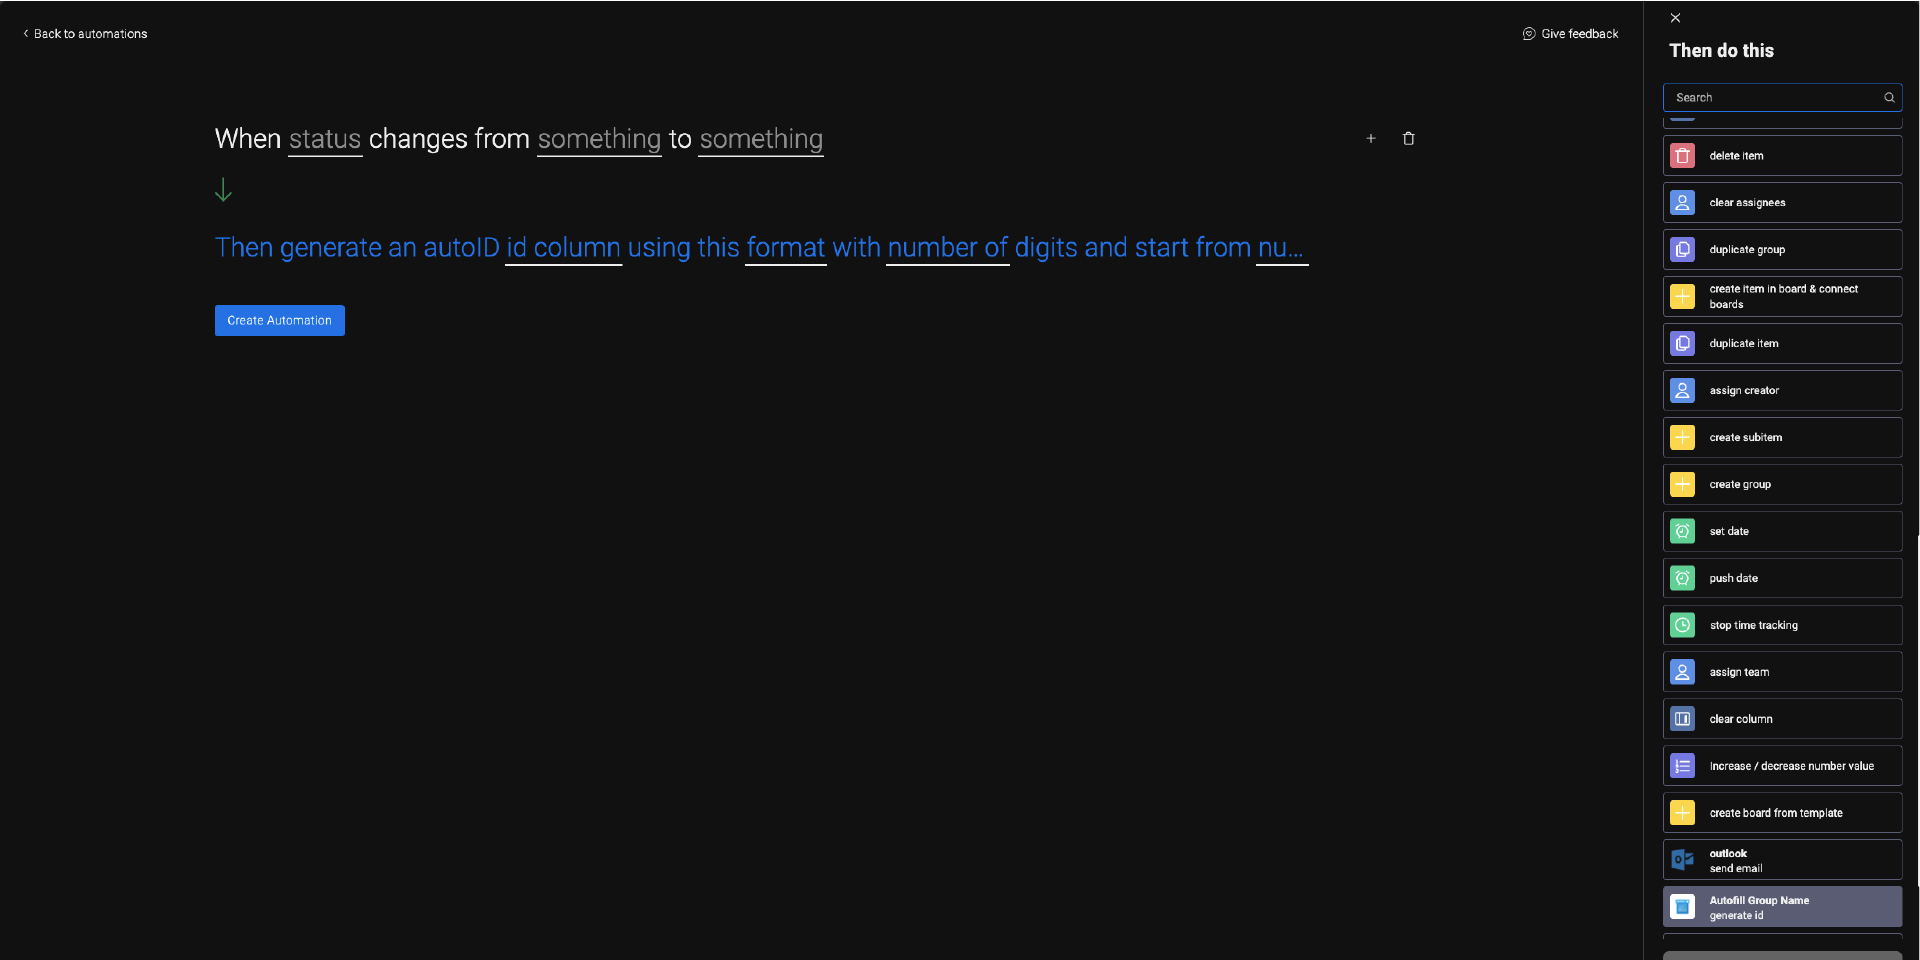 Back to automations
Give feedback
When status changes from something to something
Then generate an autoID id column using this format with number of digits and start from nu...
Create Automation
Then do this
Search
delete item
clear assignees
duplicate group
create item in board & connect
boards
duplicate item
assign creator
create subitem
create group
set date
push date
stop time tracking
assign team
clear column
Increase / decrease number value
create board from template
outlook
send email
Autofill Group Name
generate id